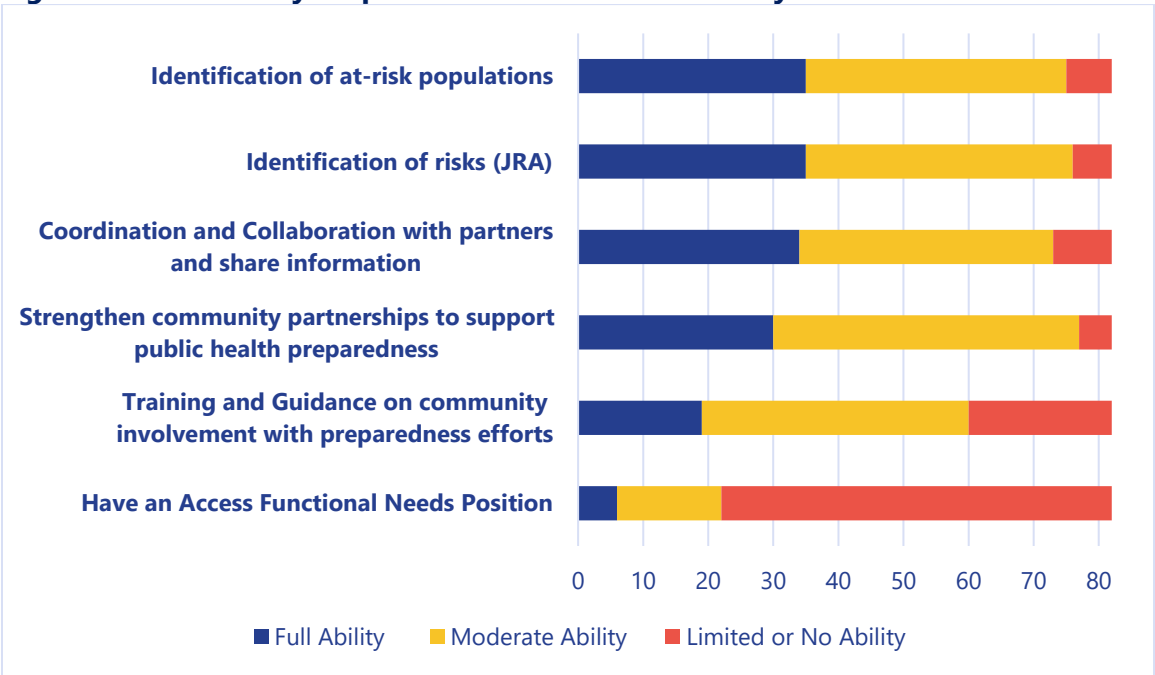 Identification of at-risk populations
Identification of risks (JRA)
Coordination and Collaboration with partners
and share information
Strengthen community partnerships to support
public health preparedness
Training and Guidance on community
involvement with preparedness efforts
Have an Access Functional Needs Position
0 10 20 30 40 50 60 70 80
Full Ability Moderate Ability Limited or No Ability